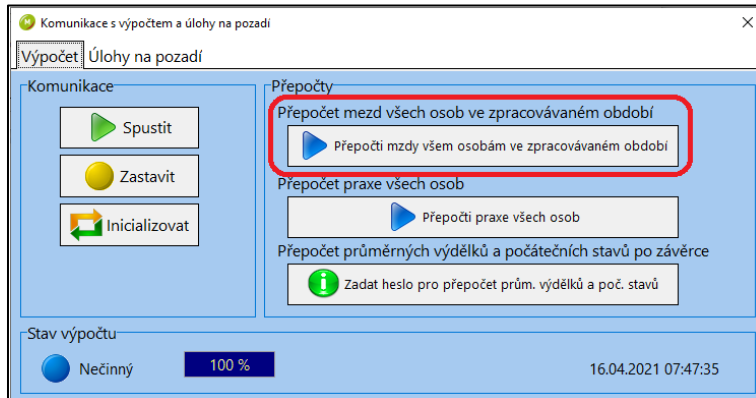 Komunikace s výpočtem a úlohy na pozadí
Výpočet Úlohy na pozadí
Komunikace
Spustit
Zastavit
Inicializovat
Přepočty
Přepočet mezd všech osob ve zpracovávaném období
Přepočti mzdy všem osobám ve zpracovávaném období
Přepočet praxe všech osob
Přepočti praxe všech osob
Přepočet průměrných výdělků a počátečních stavů po závěrce
Zadat heslo pro přepočet prům. výdělků a poč. stavů
Stav výpočtu
Nečinný 100 % 16.04.2021 07:47:35